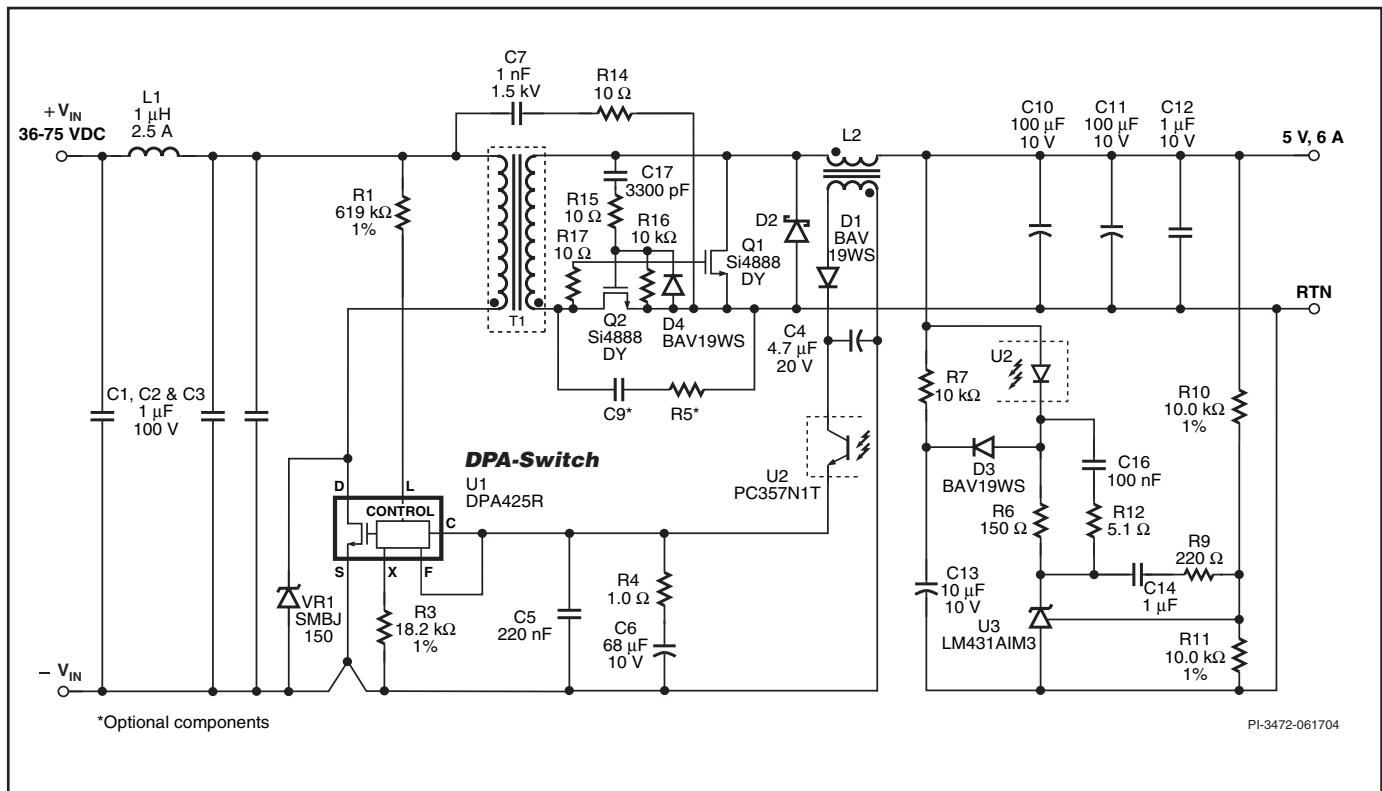 + VIN
36-75 VDC
L1
1 µH
2.5 A
C7
1 nF
1.5 kV
R14
10 Ω
L2
C10
100 µF
10 V
C11
100 µF
10 V
C12
1 µF
10 V
5 V, 6 A
R1
619 kΩ
1%
T1
C17
3300 pF
R15
10 Ω
R16
10 kΩ
R17
10 Ω
Q1
Si4888
DY
Q2
Si4888
DY
D4
BAV19WS
D2
D1
BAV
19WS
RTN
C4
4.7 µF
20 V
C9*
R5*
C1, C2 & C3
1 µF
100 V
DPA-Switch
U1
DPA425R
D
L
CONTROL
C
S
X
F
VR1
SMBJ
150
R3
18.2 kΩ
1%
C5
220 nF
R4
1.0 Ω
C6
68 µF
10 V
U2
PC357N1T
R7
10 kΩ
U2
D3
BAV19WS
C16
100 nF
R6
150 Ω
R12
5.1 Ω
R10
10.0 kΩ
1%
R9
220 Ω
C14
1 µF
C13
10 µF
10 V
U3
LM431AIM3
R11
10.0 kΩ
1%
− VIN
*Optional components
PI-3472-061704